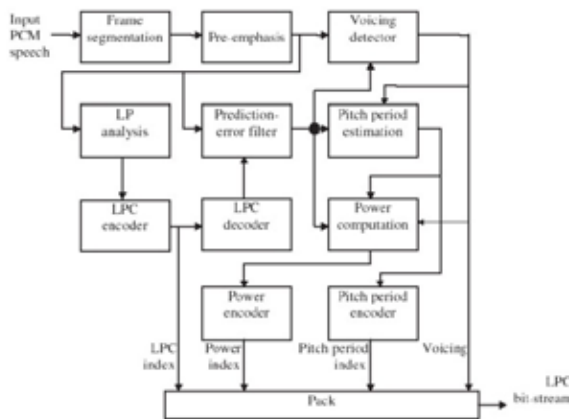 Input
PCM
speech
Frame
segmentation
Pre-emphasis
Voicing
detector
LP
analysis
Prediction-
error filter
Pitch period
estimation
LPC
encoder
LPC
decoder
Power
computation
Power
encoder
Pitch period
encoder
LPC
index
Power
index
Pitch period
index
Voicing
Pack
LPC
bit-stream